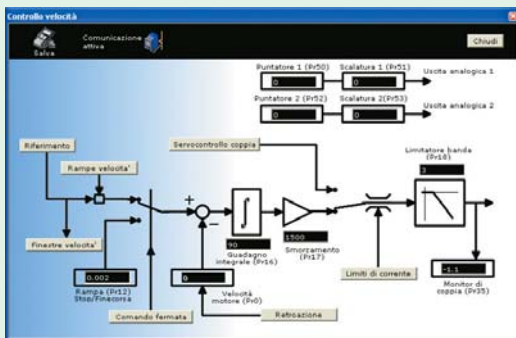 Controllo velocità
Salva
Comunicazione
attiva
Chiudi
Puntatore 1 (Pr50)
Scalatura 1 (Pr51)
0
0
Uscita analogica 1
Puntatore 2 (Pr52)
Scalatura 2(Pr53)
0
0
Uscita analogica 2
Riferimento
Servocontrollo coppia
Limitatore banda
(Pr18)
3
Rampe velocita'
+
−
Finestre velocita'
90
Guadagno
integrale (Pr16)
1500
Smorzamento
(Pr17)
0.002
Rampa (Pr12)
Stop/Finecorsa
0
Velocità
motore (Pr0)
Limiti di corrente
-1.1
Monitor di
coppia (Pr35)
Comando fermata
Retroazione